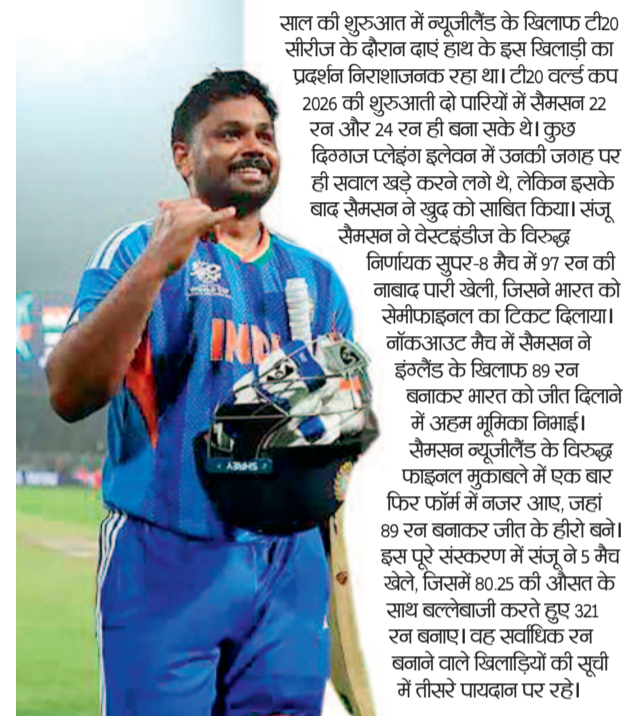 साल की शुरुआत में न्यूजीलैंड के खिलाफ टी20
सीरीज के दौरान दाएं हाथ के इस खिलाड़ी का
प्रदर्शन निराशाजनक रहा था। टी20 वर्ल्ड कप
2026 की शुरुआती दो पारियों में सैमसन 22
रन और 24 रन ही बना सके थे। कुछ
दिग्गज प्लेइंग इलेवन में उनकी जगह पर
ही सवाल खड़े करने लगे थे, लेकिन इसके
बाद सैमसन ने खुद को साबित किया। संजू
सैमसन ने वेस्टइंडीज के विरुद्ध
निर्णायक सुपर-8 मैच में 97 रन की
नाबाद पारी खेली, जिसने भारत को
सेमीफाइनल का टिकट दिलाया।
नॉकआउट मैच में सैमसन ने
इंग्लैंड के खिलाफ 89 रन
बनाकर भारत को जीत दिलाने
में अहम भूमिका निभाई।
सैमसन न्यूजीलैंड के विरुद्ध
फाइनल मुकाबले में एक बार
फिर फॉर्म में नजर आए, जहां
89 रन बनाकर जीत के हीरो बने।
इस पूरे संस्करण में संजू ने 5 मैच
खेले, जिसमें 80.25 की औसत के
साथ बल्लेबाजी करते हुए 321
रन बनाए। वह सर्वाधिक रन
बनाने वाले खिलाड़ियों की सूची
में तीसरे पायदान पर रहे।
IND
SHREY